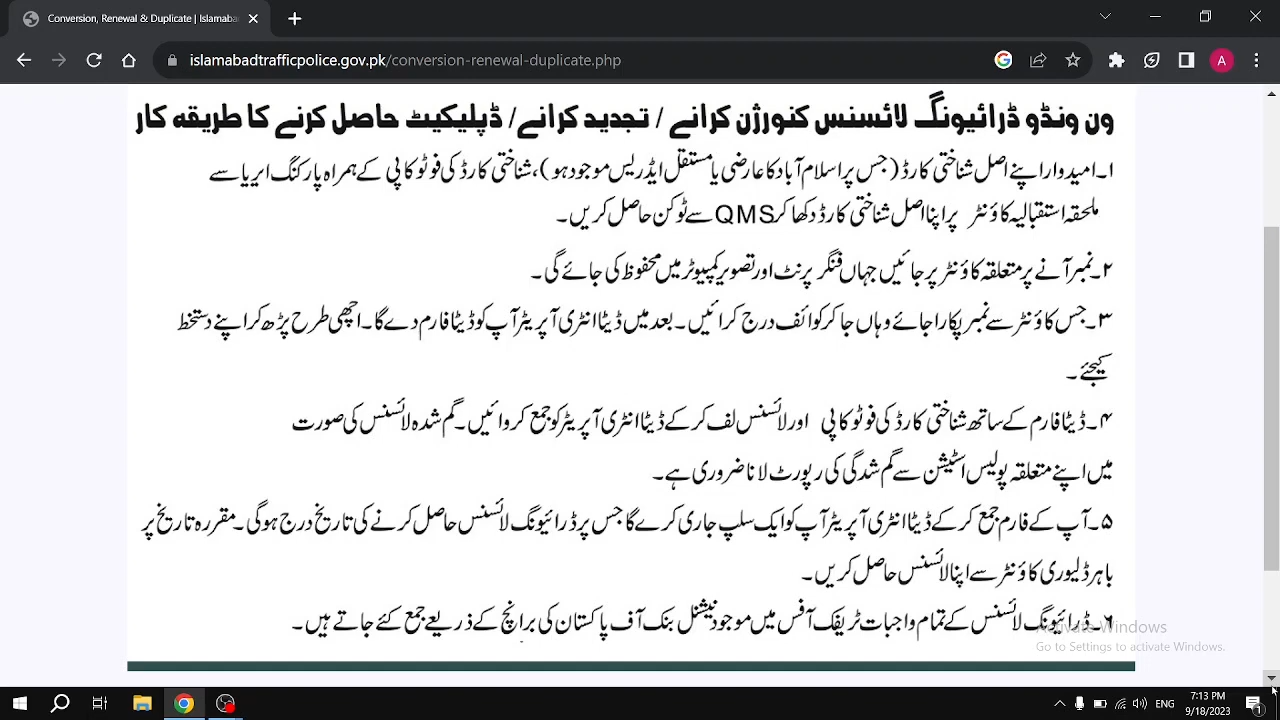 Conversion, Renewal & Duplicate |
islamabadtrafficpolice.gov.pk/conversion-renewal-duplicate.php
A
ون ونڈو ڈرائیونگ لائسنس کنورژن کرانے / تجدید کرانے/ ڈپلیکیٹ حاصل کرنے کا طریقہ کار
۱۔امیدوار اپنے اصل شناختی کارڈ (جس پر اسلام آباد کا عارضی یا مستقل ایڈریس موجود ہو)، شناختی کارڈ کی فوٹو کاپی کے ہمراہ پارکنگ ایریا سے
ملحقہ استقبالیہ کاؤنٹر پر اپنا اصل شناختی کارڈ دکھا کر QMS سے ٹوکن حاصل کریں۔
۲۔نمبر آنے پر متعلقہ کاؤنٹر پر جائیں جہاں فنگر پرنٹ اور تصویر کمپیوٹر میں محفوظ کی جائے گی۔
۳۔جس کاؤنٹر سے نمبر پکارا جائے وہاں جا کر کوائف درج کرائیں۔بعد میں ڈیٹا انٹری آپریٹر آپ کو ڈیٹا فارم دے گا۔اچھی طرح پڑھ کر اپنے دستخط
کیجئے۔
۴۔ڈیٹا فارم کے ساتھ شناختی کارڈ کی فوٹو کاپی اور لائسنس لف کر کے ڈیٹا انٹری آپریٹر کو جمع کروائیں۔گم شدہ لائسنس کی صورت
میں اپنے متعلقہ پولیس اسٹیشن سے گم شدگی کی رپورٹ لانا ضروری ہے۔
۵۔آپ کے فارم جمع کر کے ڈیٹا انٹری آپریٹر آپ کو ایک سلپ جاری کرے گا جس پر ڈرائیونگ لائسنس حاصل کرنے کی تاریخ درج ہو گی۔مقررہ تاریخ پر
باہر ڈلیوری کاؤنٹر سے اپنا لائسنس حاصل کریں۔
۶۔ڈرائیونگ لائسنس کے تمام واجبات ٹریفک آفس میں موجود نیشنل بنک آف پاکستان کی برانچ کے ذریعے جمع کئے جاتے ہیں۔
Activate Windows
Go to Settings to activate Windows.
ENG
7:13 PM
9/18/2023